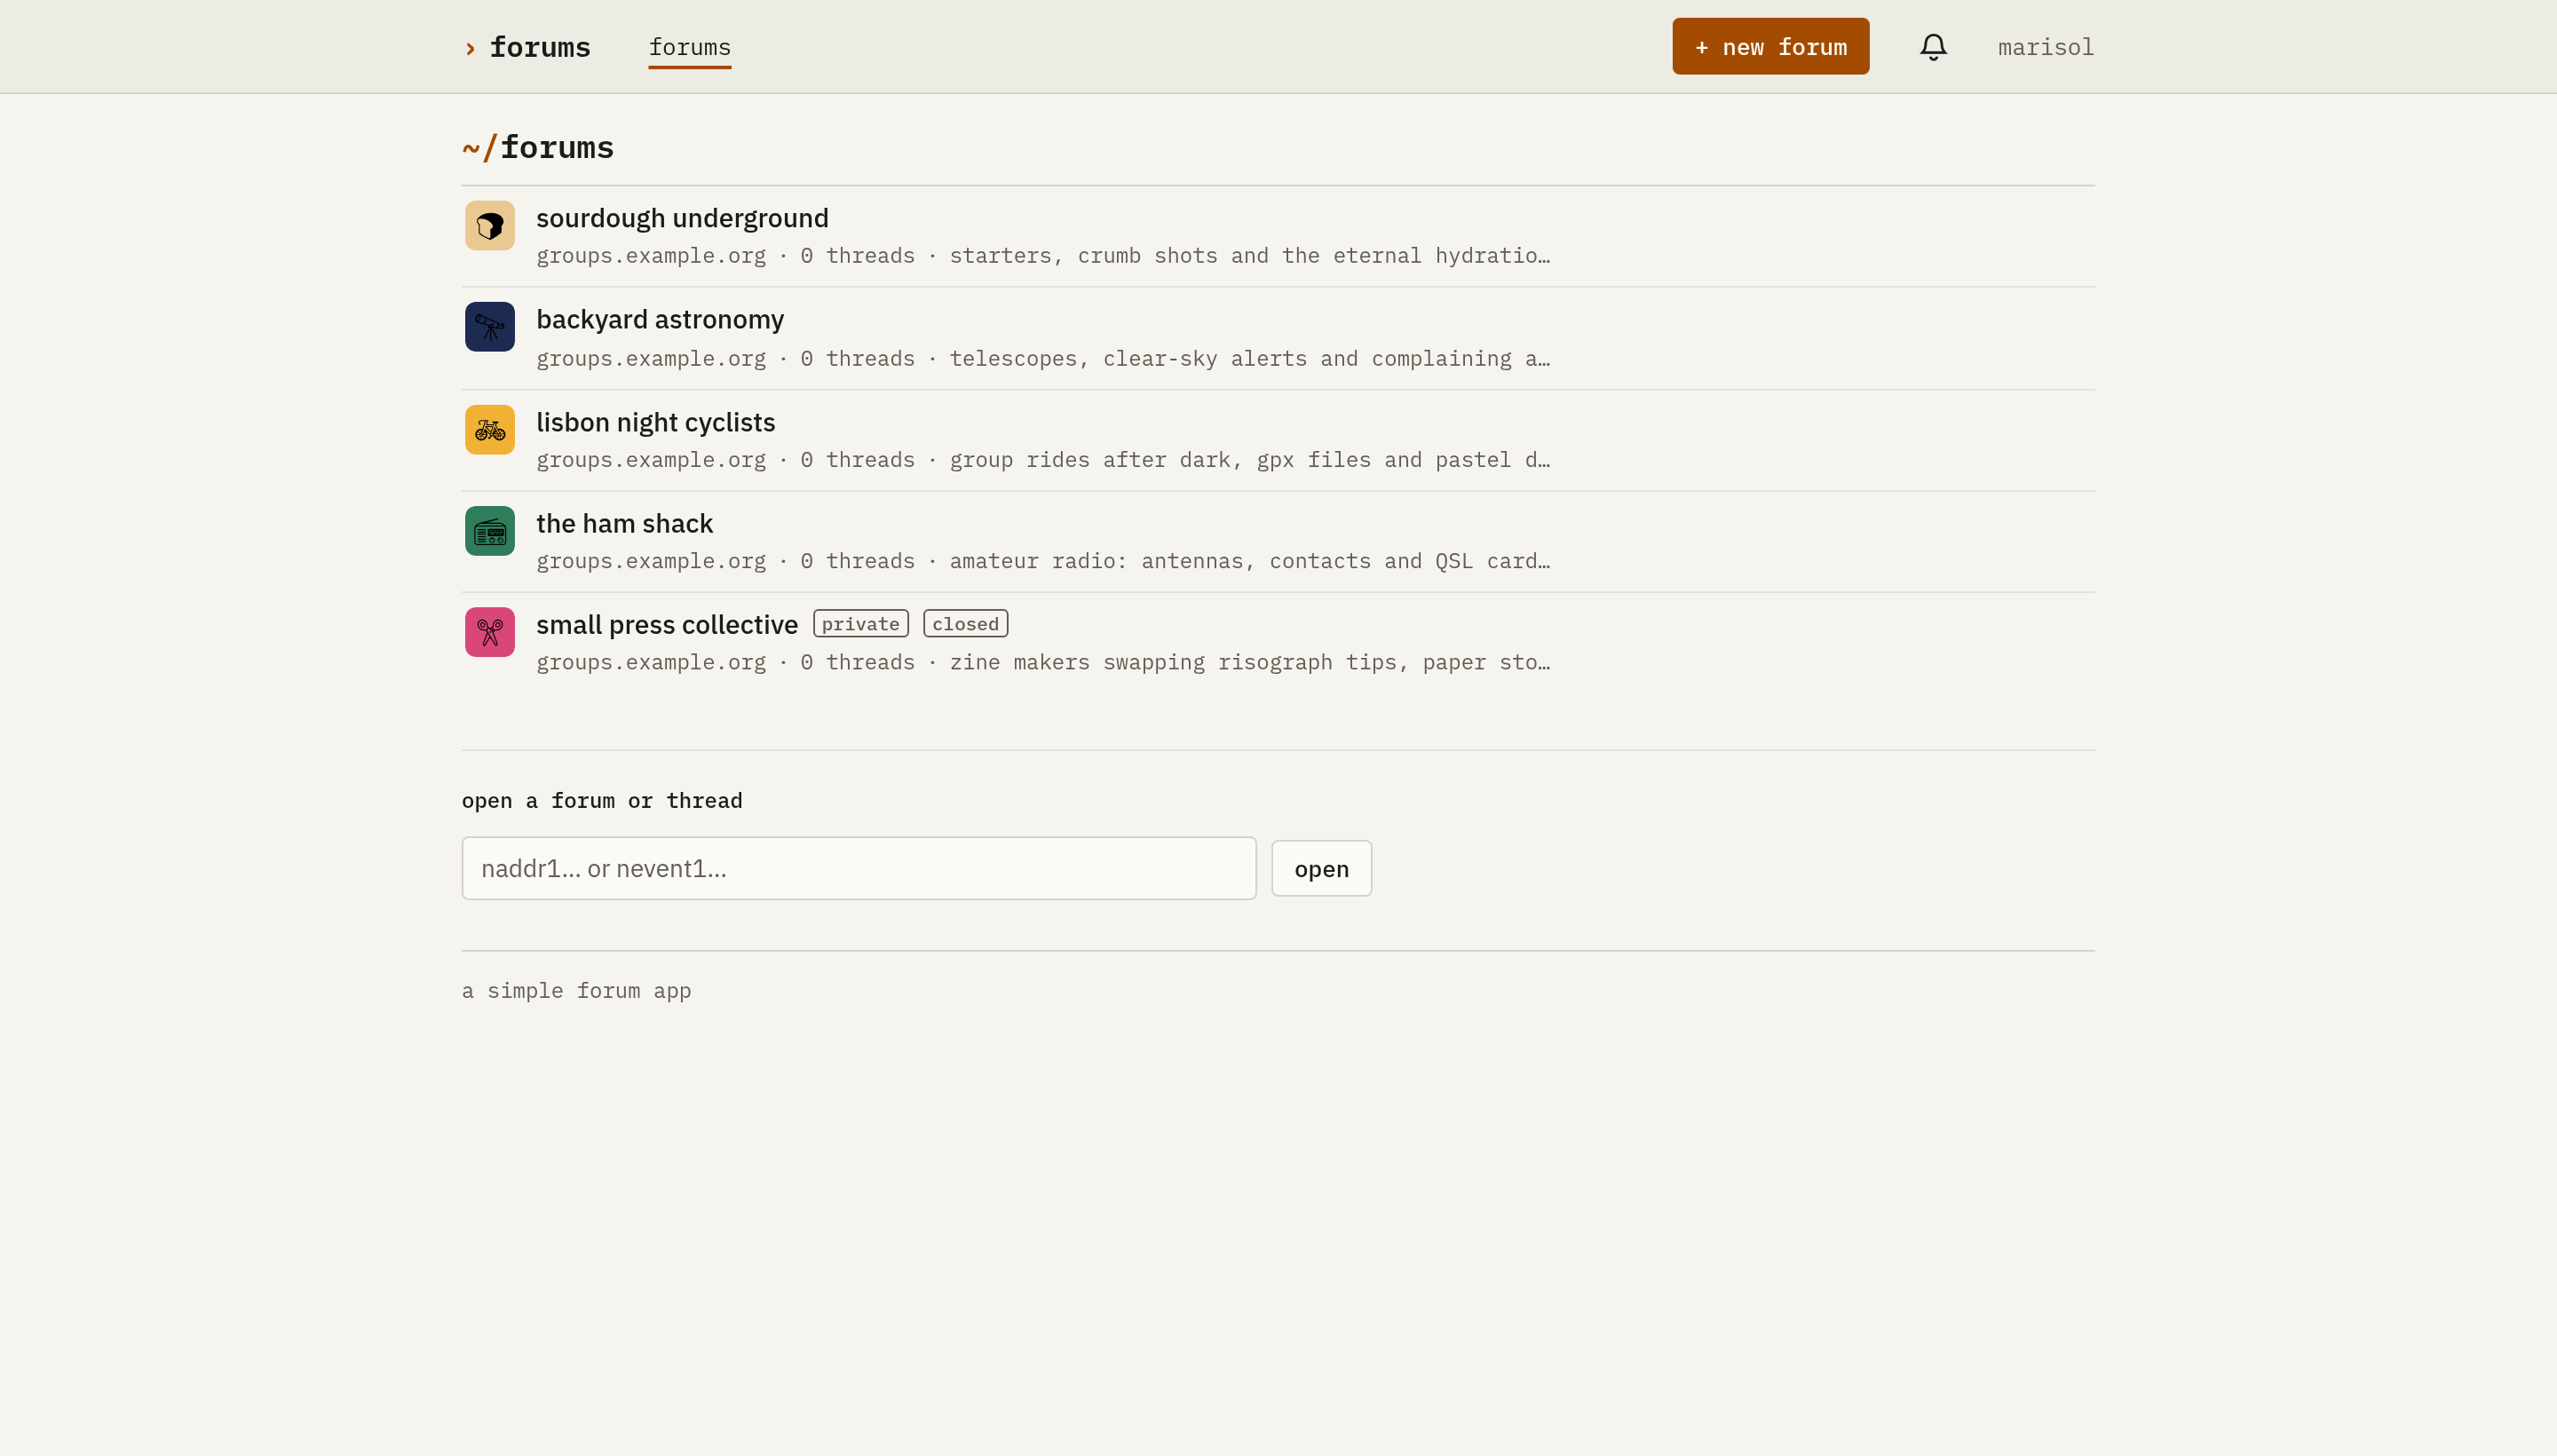 › forums forums + new forum marisol
~/forums
sourdough underground
groups.example.org · 0 threads · starters, crumb shots and the eternal hydratio…
backyard astronomy
groups.example.org · 0 threads · telescopes, clear-sky alerts and complaining a…
lisbon night cyclists
groups.example.org · 0 threads · group rides after dark, gpx files and pastel d…
the ham shack
groups.example.org · 0 threads · amateur radio: antennas, contacts and QSL card…
small press collective private closed
groups.example.org · 0 threads · zine makers swapping risograph tips, paper sto…
open a forum or thread
naddr1... or nevent1... open
a simple forum app